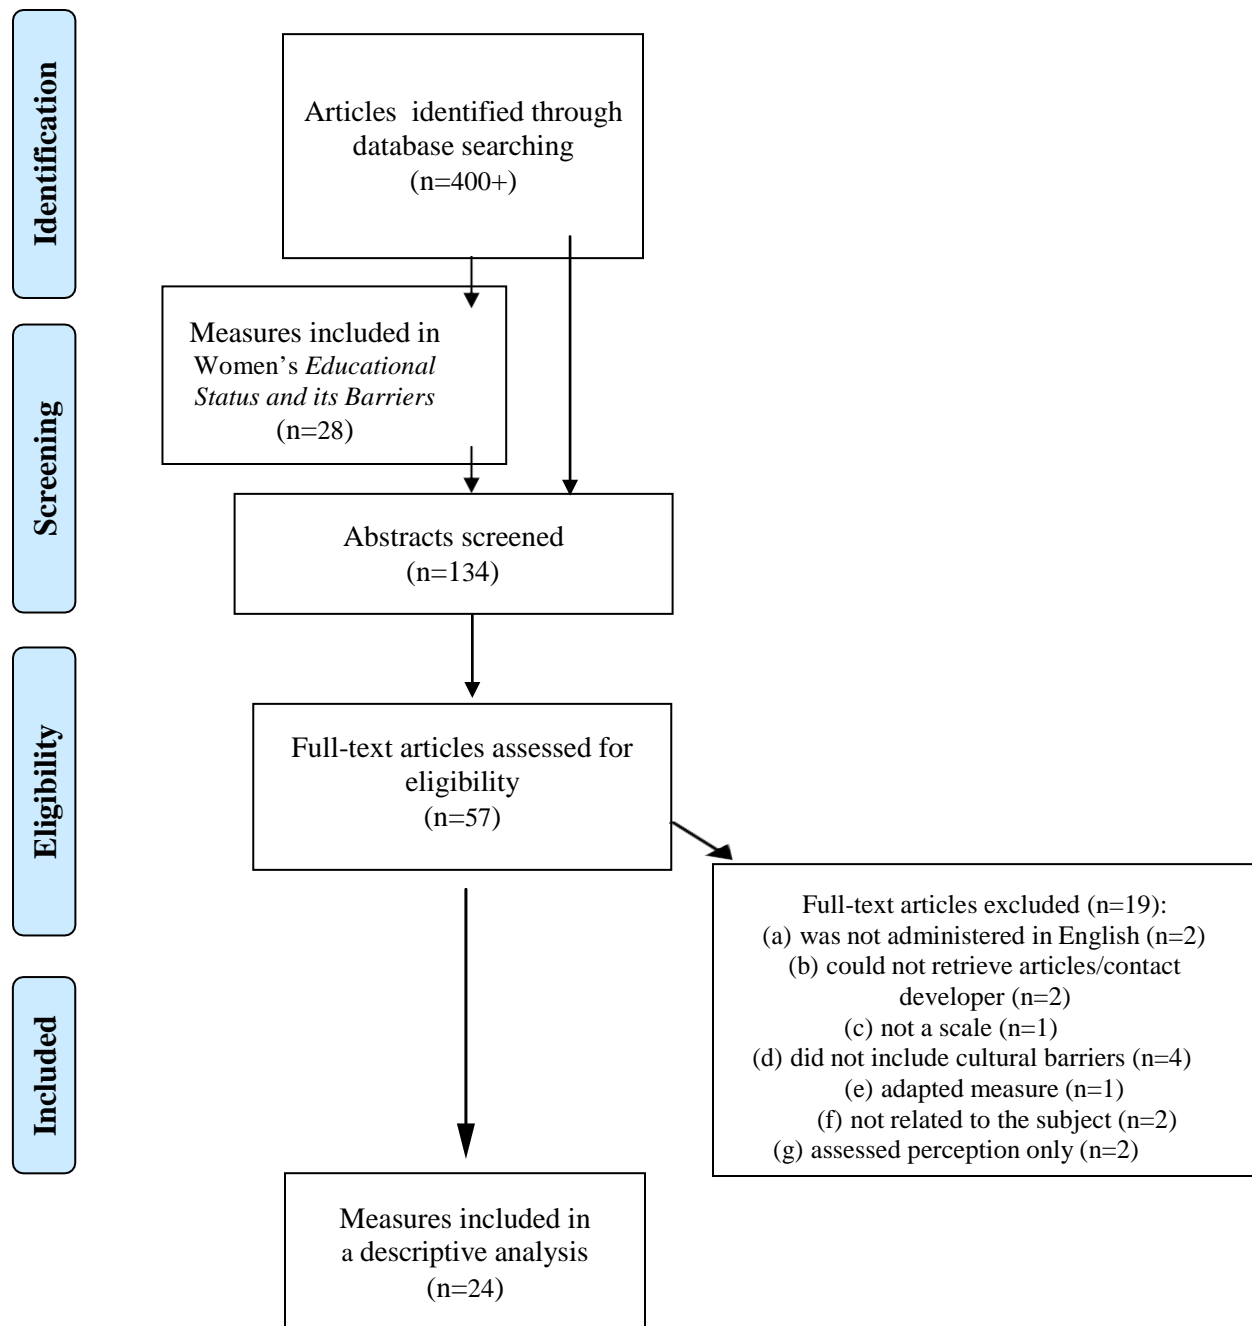 Identification
Articles identified through
database searching
(n=400+)
Measures included in
Women's Educational
Status and its Barriers
(n=28)
Screening
Abstracts screened
(n=134)
Eligibility
Full-text articles assessed for
eligibility
(n=57)
Full-text articles excluded (n=19):
(a) was not administered in English (n=2)
(b) could not retrieve articles/contact
developer (n=2)
(c) not a scale (n=1)
(d) did not include cultural barriers (n=4)
(e) adapted measure (n=1)
(f) not related to the subject (n=2)
(g) assessed perception only (n=2)
Included
Measures included in
a descriptive analysis
(n=24)